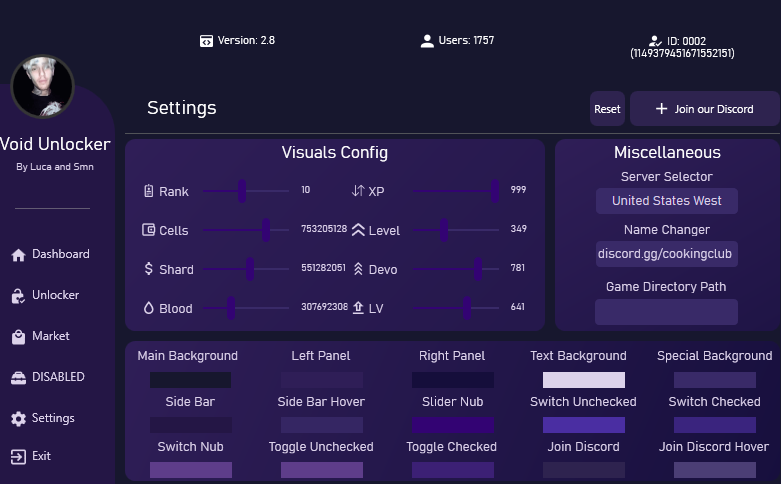 Version: 2.8
Users: 1757
ID: 0002
(1149379451671552151)
Settings
Reset
+ Join our Discord
Void Unlocker
By Luca and Smn
Dashboard
Unlocker
Market
DISABLED
Settings
Exit
Visuals Config
Rank 10 XP 999
Cells 753205128 Level 349
Shard 551282051 Devo 781
Blood 307692308 LV 641
Miscellaneous
Server Selector
United States West
Name Changer
discord.gg/cookingclub
Game Directory Path
Main Background Left Panel Right Panel Text Background Special Background
Side Bar Side Bar Hover Slider Nub Switch Unchecked Switch Checked
Switch Nub Toggle Unchecked Toggle Checked Join Discord Join Discord Hover